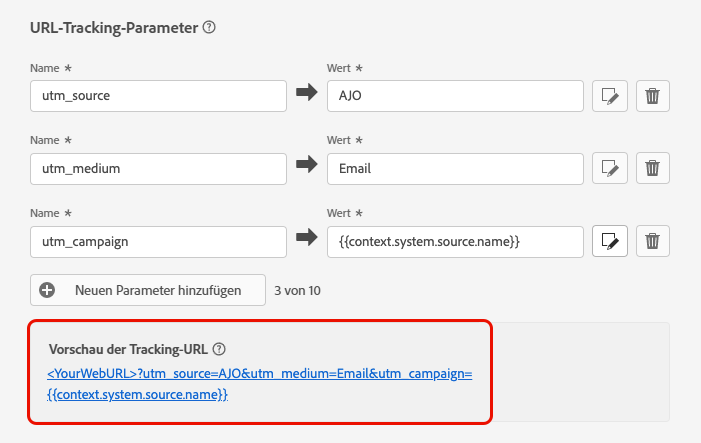 URL-Tracking-Parameter
Name * Wert *
utm_source AJO
Name * Wert *
utm_medium Email
Name * Wert *
utm_campaign {{context.system.source.name}}
Neuen Parameter hinzufügen 3 von 10
Vorschau der Tracking-URL
<YourWebURL>?utm_source=AJO&utm_medium=Email&utm_campaign=
{{context.system.source.name}}